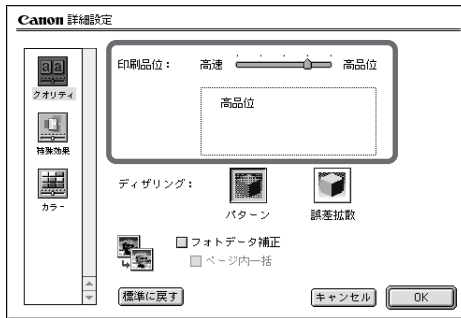 Canon 詳細設定
クオリティ
特殊効果
カラー
印刷品位： 高速 高品位
高品位
ディザリング：
パターン 誤差拡散
フォトデータ補正
ページ内一括
標準に戻す キャンセル OK